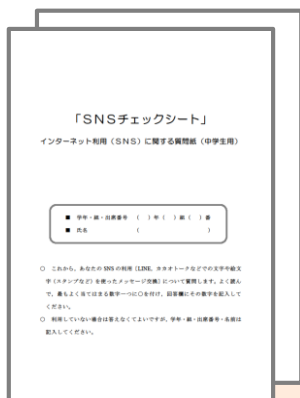 「ＳＮＳチェックシート」
インターネット利用（ＳＮＳ）に関する質問紙（中学生用）
■ 学年・組・出席番号 （ ）年（ ）組（ ）番
■ 氏名 （ ）
○ これから、あなたの SNS の利用（LINE、カカオトークなどでの文字や絵文
字（スタンプなど）を使ったメッセージ交換）について質問します。よく読ん
で、最もよく当てはまる数字一つに○を付け、回答欄にその数字を記入して
ください。
○ 利用していない場合は答えなくてよいですが、学年・組・出席番号・名前は
記入してください。